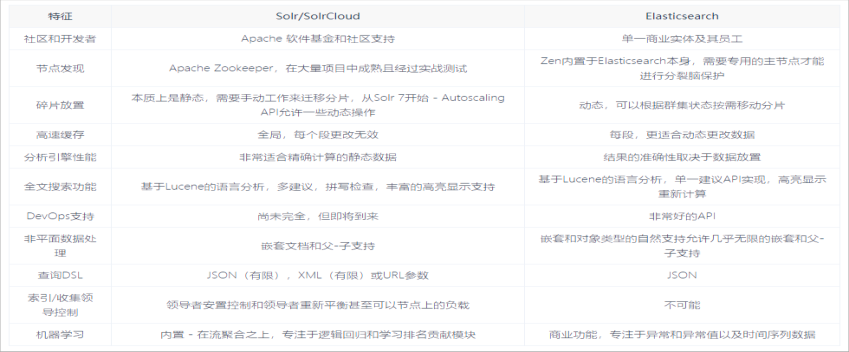 特征 Solr/SolrCloud Elasticsearch
社区和开发者 Apache 软件基金和社区支持 单一商业实体及其员工
节点发现 Apache Zookeeper，在大量项目中成熟且经过实战测试 Zen内置于Elasticsearch本身，需要专用的主节点才能
进行分裂脑保护
碎片放置 本质上是静态，需要手动工作来迁移分片，从Solr 7开始 - Autoscaling
API允许一些动态操作 动态，可以根据群集状态按需移动分片
高速缓存 全局，每个段更改无效 每段，更适合动态更改数据
分析引擎性能 非常适合精确计算的静态数据 结果的准确性取决于数据放置
全文搜索功能 基于Lucene的语言分析，多建议，拼写检查，丰富的高亮显示支持 基于Lucene的语言分析，单一建议API实现，高亮显示
重新计算
DevOps支持 尚未完全，但即将到来 非常好的API
非平面数据处
理 嵌套文档和父-子支持 嵌套和对象类型的自然支持允许几乎无限的嵌套和父-
子支持
查询DSL JSON（有限），XML（有限）或URL参数 JSON
索引/收集领
导控制 领导者安置控制和领导者重新平衡甚至可以节点上的负载 不可能
机器学习 内置 - 在流聚合之上，专注于逻辑回归和学习排名贡献模块 商业功能，专注于异常和异常值以及时间序列数据